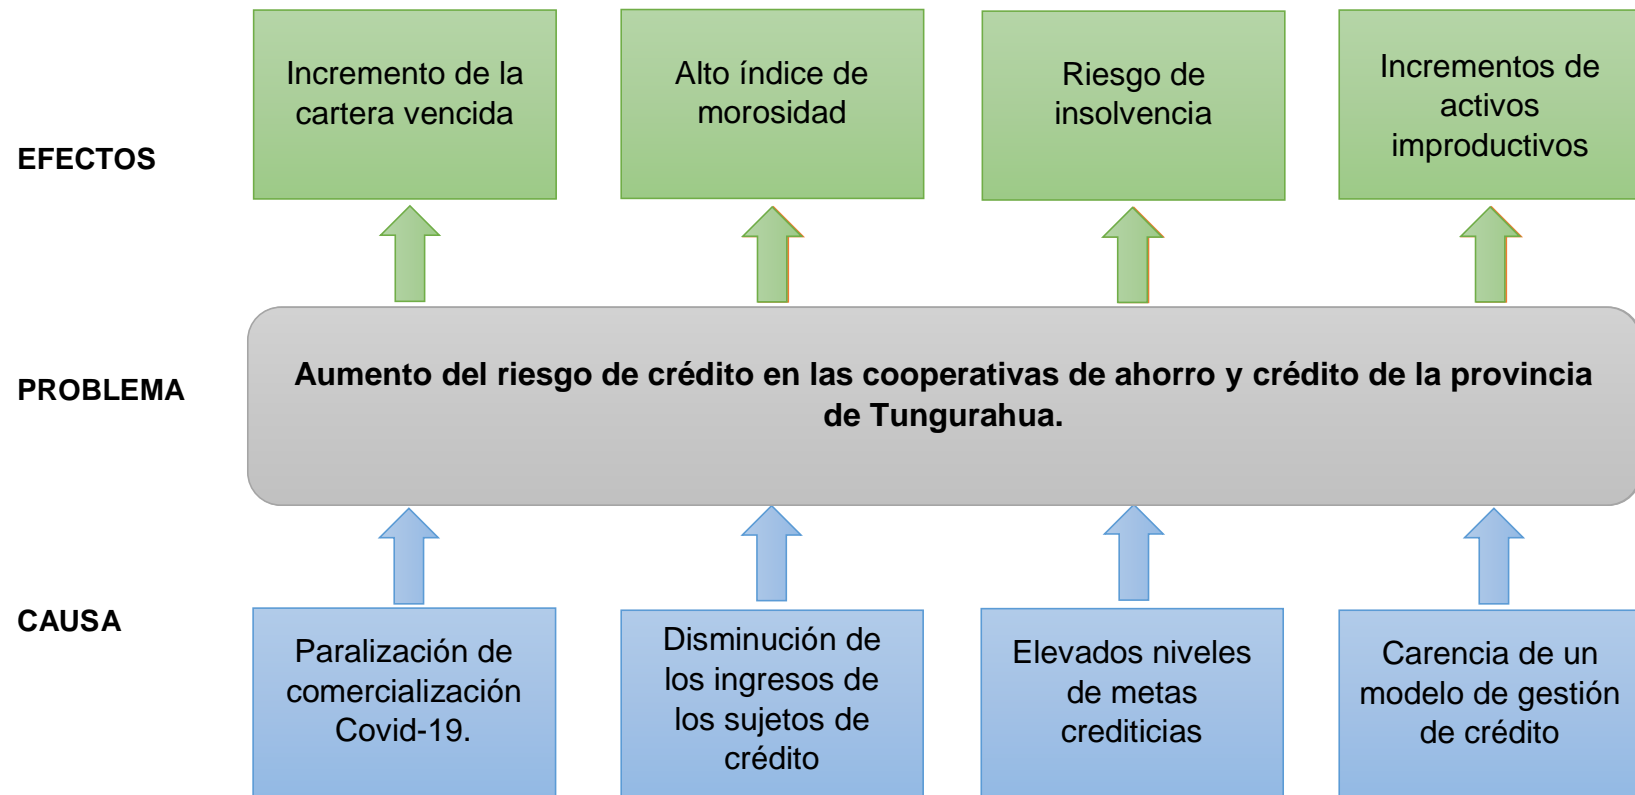 EFECTOS
Incremento de la
cartera vencida
Alto índice de
morosidad
Riesgo de
insolvencia
Incrementos de
activos
improductivos
PROBLEMA
Aumento del riesgo de crédito en las cooperativas de ahorro y crédito de la provincia
de Tungurahua.
CAUSA
Paralización de
comercialización
Covid-19.
Disminución de
los ingresos de
los sujetos de
crédito
Elevados niveles
de metas
crediticias
Carencia de un
modelo de gestión
de crédito